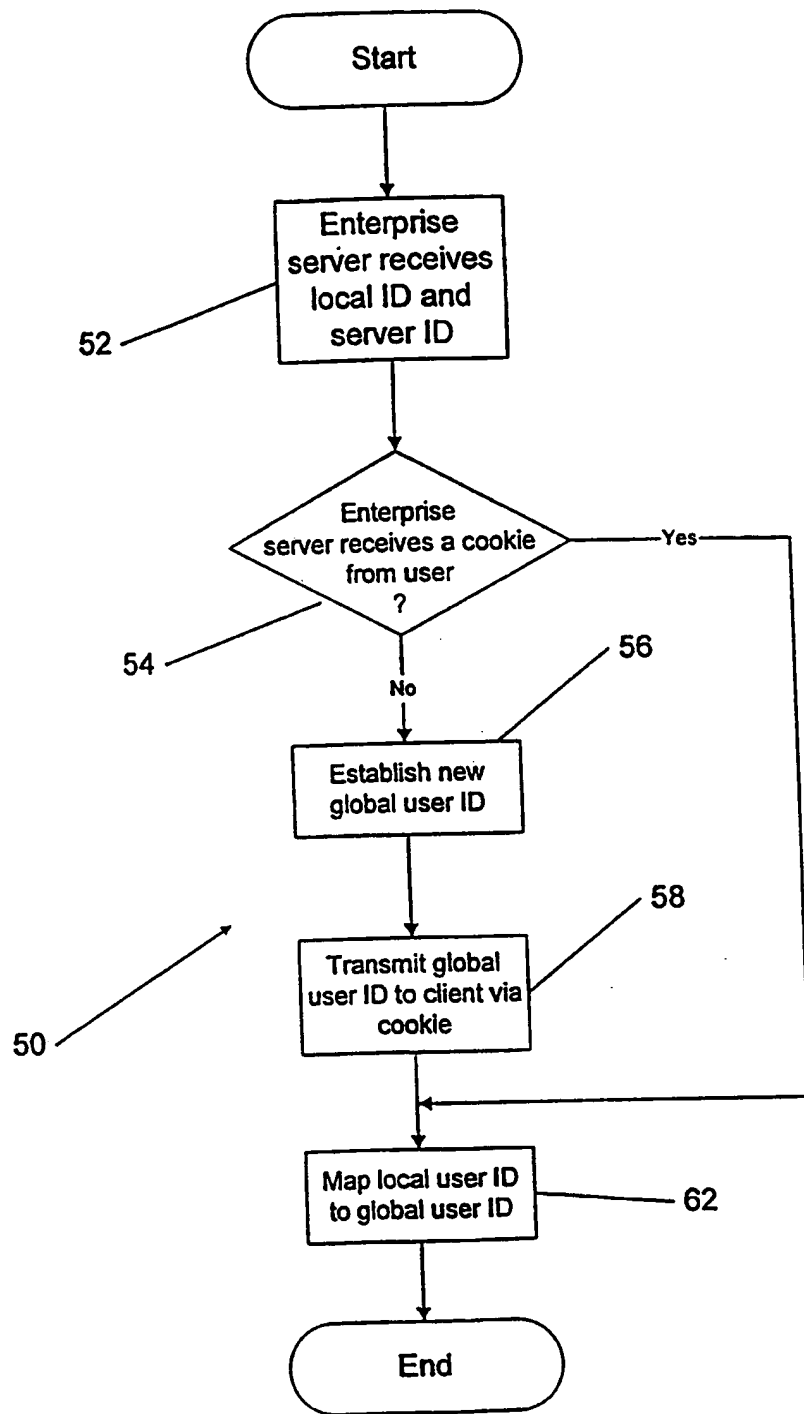 Start
Enterprise
server receives
local ID and
server ID
52
Enterprise
server receives a cookie
from user
?
Yes
54
No
56
Establish new
global user ID
58
Transmit global
user ID to client via
cookie
50
Map local user ID
to global user ID
62
End